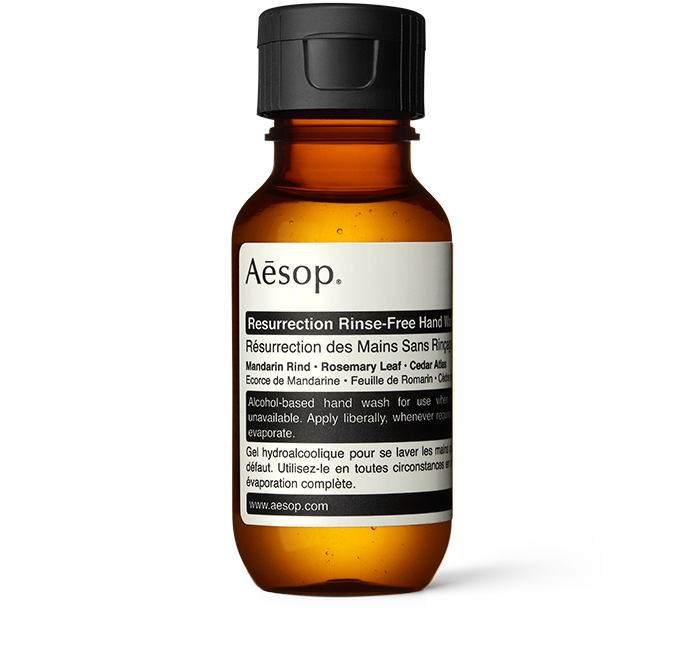 Aēsop.®
Resurrection Rinse-Free Hand
Résurrection des Mains Sans
Mandarin Rind • Rosemary Leaf • Cedar Atlas
Ecorce de Mandarine • Feuille de Romarin •
Alcohol-based hand wash for use when
unavailable. Apply liberally, whenever
evaporate.
Gel hydroalcoolique pour se laver les mains
défaut. Utilisez-le en toutes circonstances
évaporation complète.
www.aesop.com